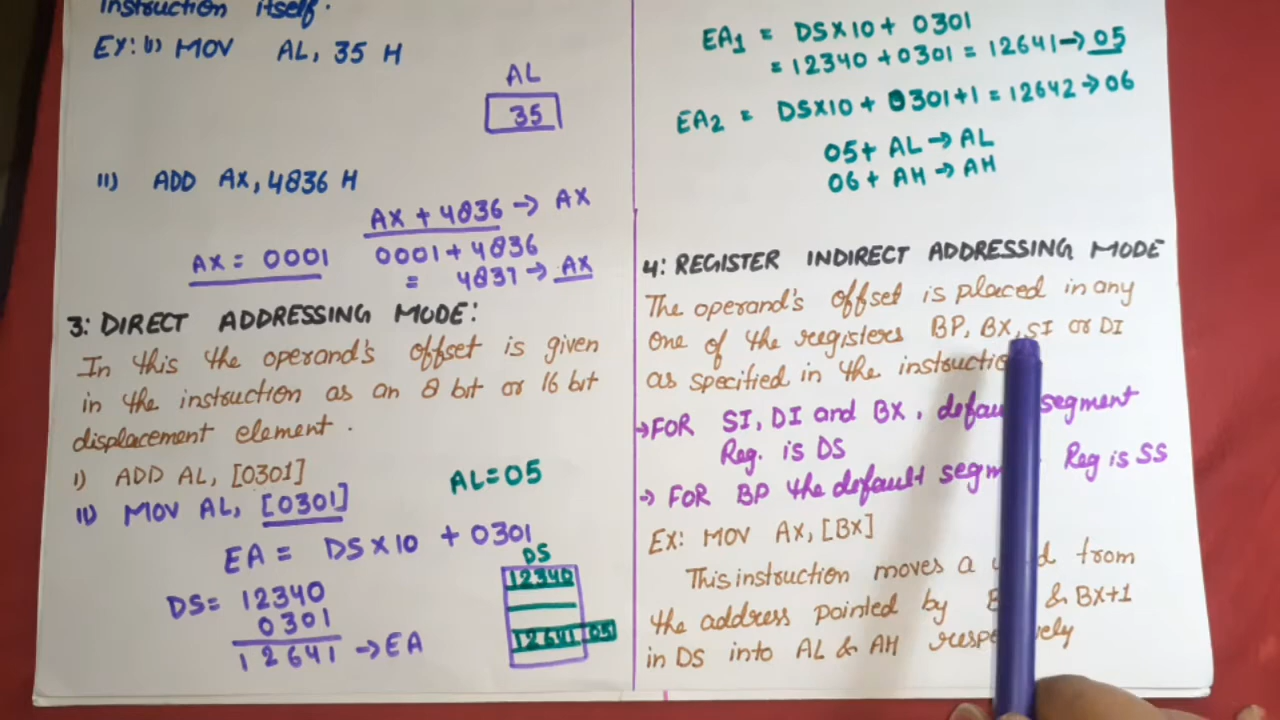 instruction itself.
Ex: i) MOV AL, 35 H
AL
35
ii) ADD AX, 4836 H
AX + 4836 → AX
AX = 0001
0001 + 4836
= 4837 → AX
3: DIRECT ADDRESSING MODE:
In this the operand's offset is given
in the instruction as an 8 bit or 16 bit
displacement element.
i) ADD AL, [0301]
AL = 05
ii) MOV AL, [0301]
EA = DS X 10 + 0301
DS
DS = 12340
0301
12641 → EA
12340
12641 05
EA1 = DS X 10 + 0301
= 12340 + 0301 = 12641 → 05
EA2 = DS X 10 + 0301 + 1 = 12642 → 06
05 + AL → AL
06 + AH → AH
4: REGISTER INDIRECT ADDRESSING MODE
The operand's offset is placed in any
one of the registers BP, BX, SI or DI
as specified in the instructio
→ FOR SI, DI and BX, defau segment
Reg. is DS
→ FOR BP the default segm Reg is SS
Ex: MOV AX, [BX]
This instruction moves a from
the address pointed by & BX+1
in DS into AL & AH respectively